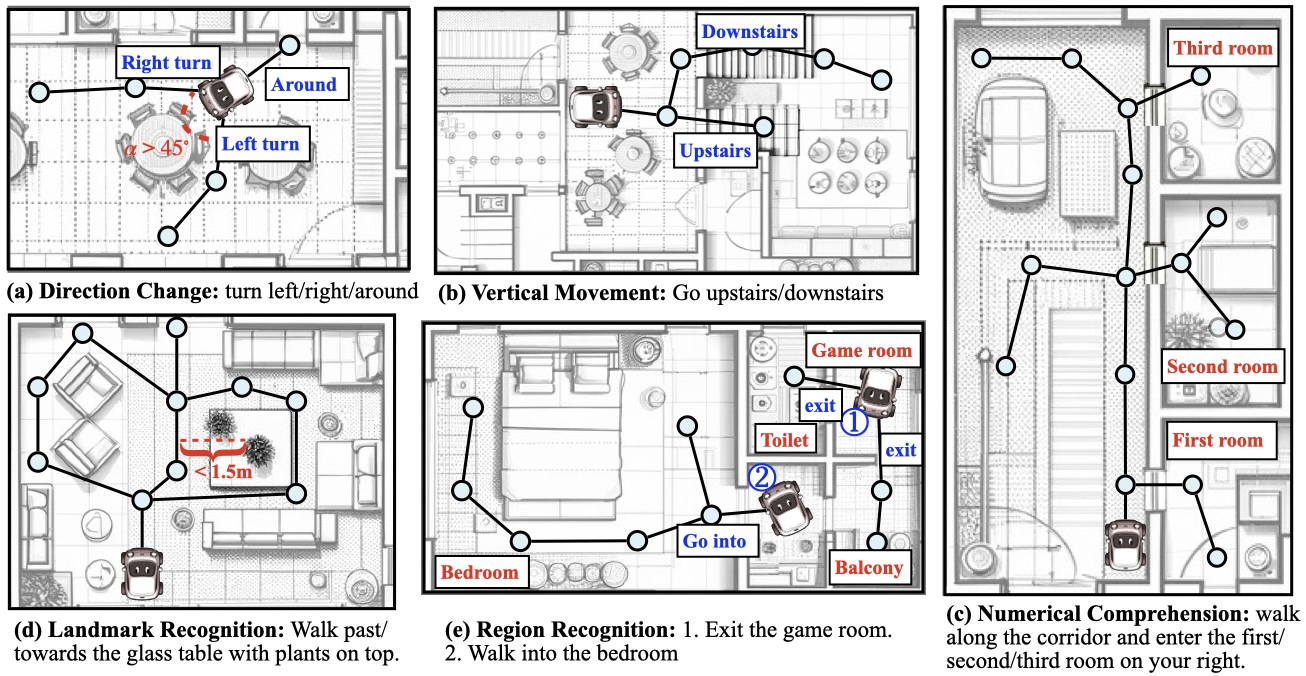 Right turn
Around
α > 45°
Left turn
(a) Direction Change: turn left/right/around
Downstairs
Upstairs
(b) Vertical Movement: Go upstairs/downstairs
Third room
Second room
First room
(c) Numerical Comprehension: walk
along the corridor and enter the first/
second/third room on your right.
< 1.5m
(d) Landmark Recognition: Walk past/
towards the glass table with plants on top.
Game room
exit
1
exit
Toilet
2
Go into
Bedroom
Balcony
(e) Region Recognition: 1. Exit the game room.
2. Walk into the bedroom